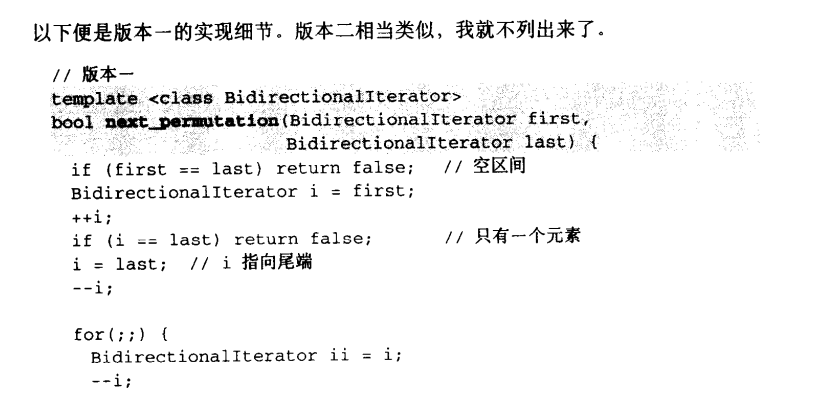 以下便是版本一的实现细节。版本二相当类似，我就不列出来了。
// 版本一
template <class BidirectionalIterator>
bool next_permutation(BidirectionalIterator first,
BidirectionalIterator last) {
if (first == last) return false; // 空区间
BidirectionalIterator i = first;
++i;
if (i == last) return false; // 只有一个元素
i = last; // i 指向尾端
--i;
for(;;) {
BidirectionalIterator ii = i;
--i;